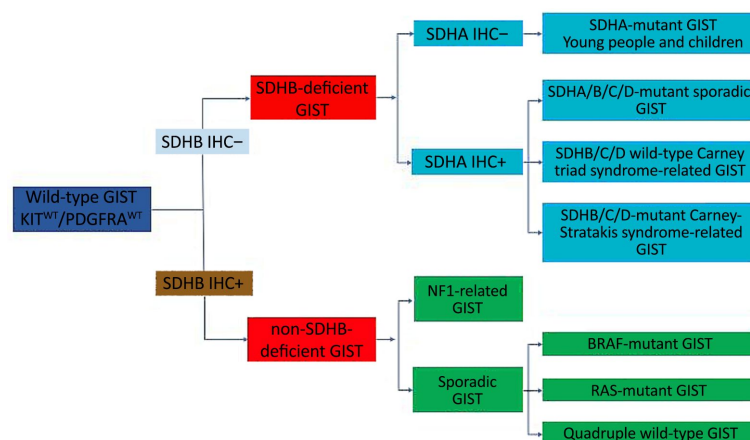 Wild-type GIST
KIT^WT/PDGFRA^WT
SDHB IHC−
SDHB-deficient
GIST
SDHA IHC−
SDHA-mutant GIST
Young people and children
SDHA IHC+
SDHA/B/C/D-mutant sporadic
GIST
SDHB/C/D wild-type Carney
triad syndrome-related GIST
SDHB/C/D-mutant Carney-
Stratakis syndrome-related
GIST
SDHB IHC+
non-SDHB-
deficient GIST
NF1-related
GIST
Sporadic
GIST
BRAF-mutant GIST
RAS-mutant GIST
Quadruple wild-type GIST